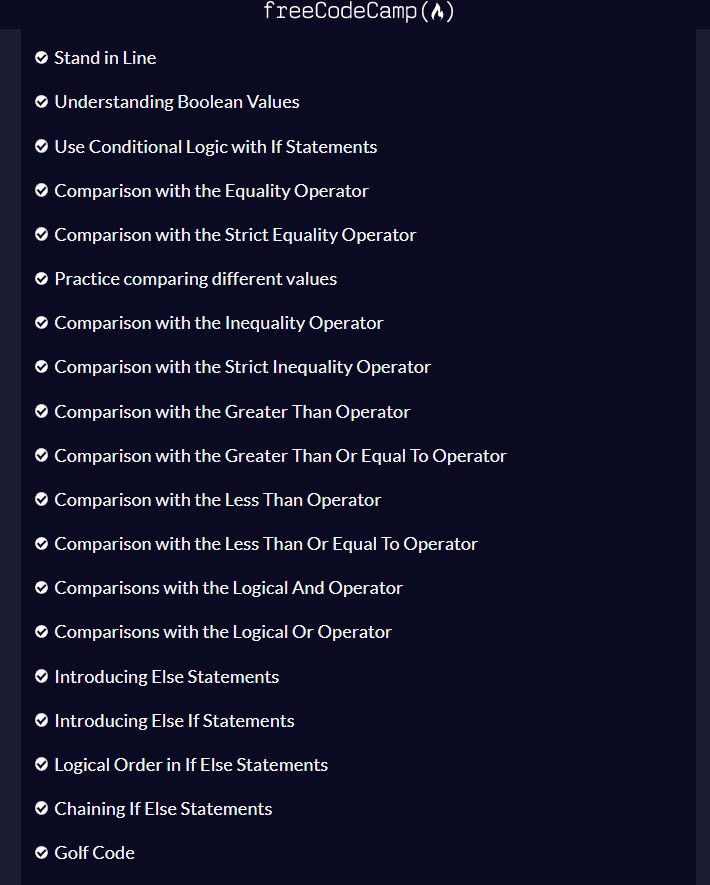 freeCodeCamp(🔥)
Stand in Line
Understanding Boolean Values
Use Conditional Logic with If Statements
Comparison with the Equality Operator
Comparison with the Strict Equality Operator
Practice comparing different values
Comparison with the Inequality Operator
Comparison with the Strict Inequality Operator
Comparison with the Greater Than Operator
Comparison with the Greater Than Or Equal To Operator
Comparison with the Less Than Operator
Comparison with the Less Than Or Equal To Operator
Comparisons with the Logical And Operator
Comparisons with the Logical Or Operator
Introducing Else Statements
Introducing Else If Statements
Logical Order in If Else Statements
Chaining If Else Statements
Golf Code